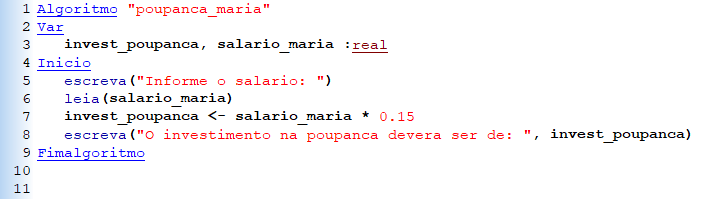 1 Algoritmo "poupanca_maria"
2 Var
3 invest_poupanca, salario_maria :real
4 Inicio
5 escreva("Informe o salario: ")
6 leia(salario_maria)
7 invest_poupanca <- salario_maria * 0.15
8 escreva("O investimento na poupanca devera ser de: ", invest_poupanca)
9 Fimalgoritmo
10
11